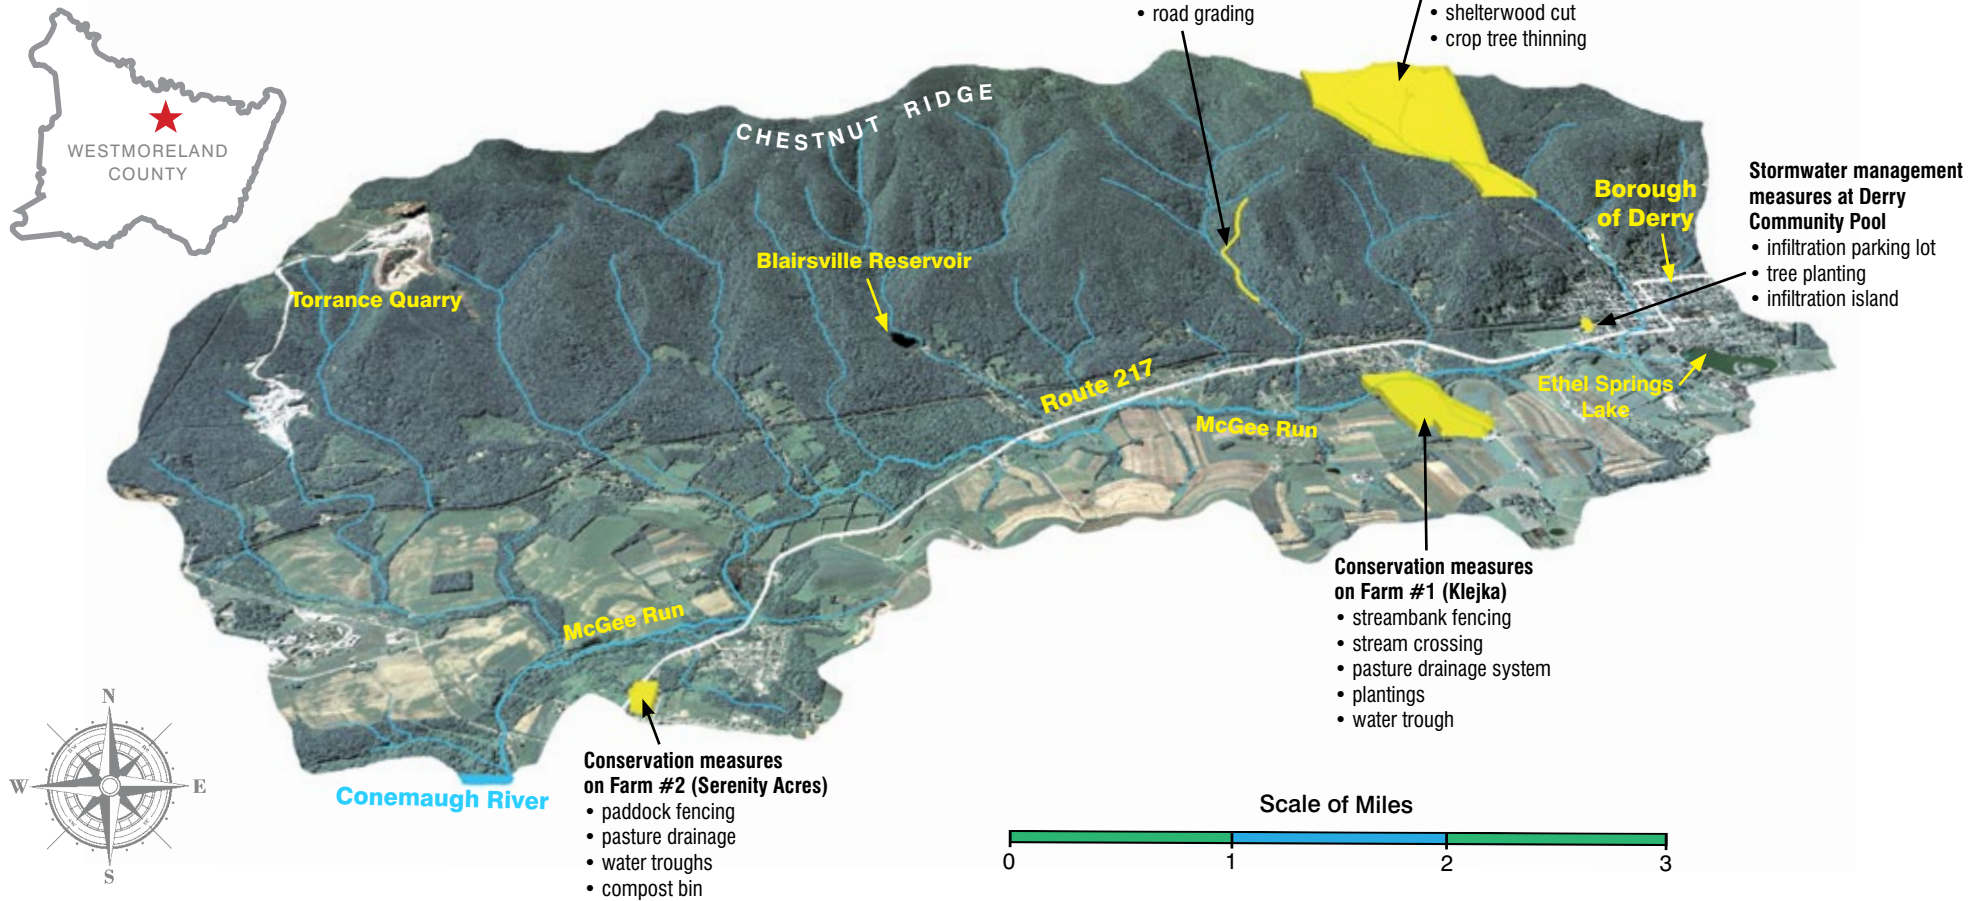 • road grading
• shelterwood cut
• crop tree thinning
WESTMORELAND
COUNTY
CHESTNUT RIDGE
Stormwater management
measures at Derry
Community Pool
• infiltration parking lot
• tree planting
• infiltration island
Borough
of Derry
Blairsville Reservoir
Torrance Quarry
Route 217
Ethel Springs
Lake
McGee Run
McGee Run
Conservation measures
on Farm #1 (Klejka)
• streambank fencing
• stream crossing
• pasture drainage system
• plantings
• water trough
N
W
E
S
Conemaugh River
Conservation measures
on Farm #2 (Serenity Acres)
• paddock fencing
• pasture drainage
• water troughs
• compost bin
Scale of Miles
0 1 2 3